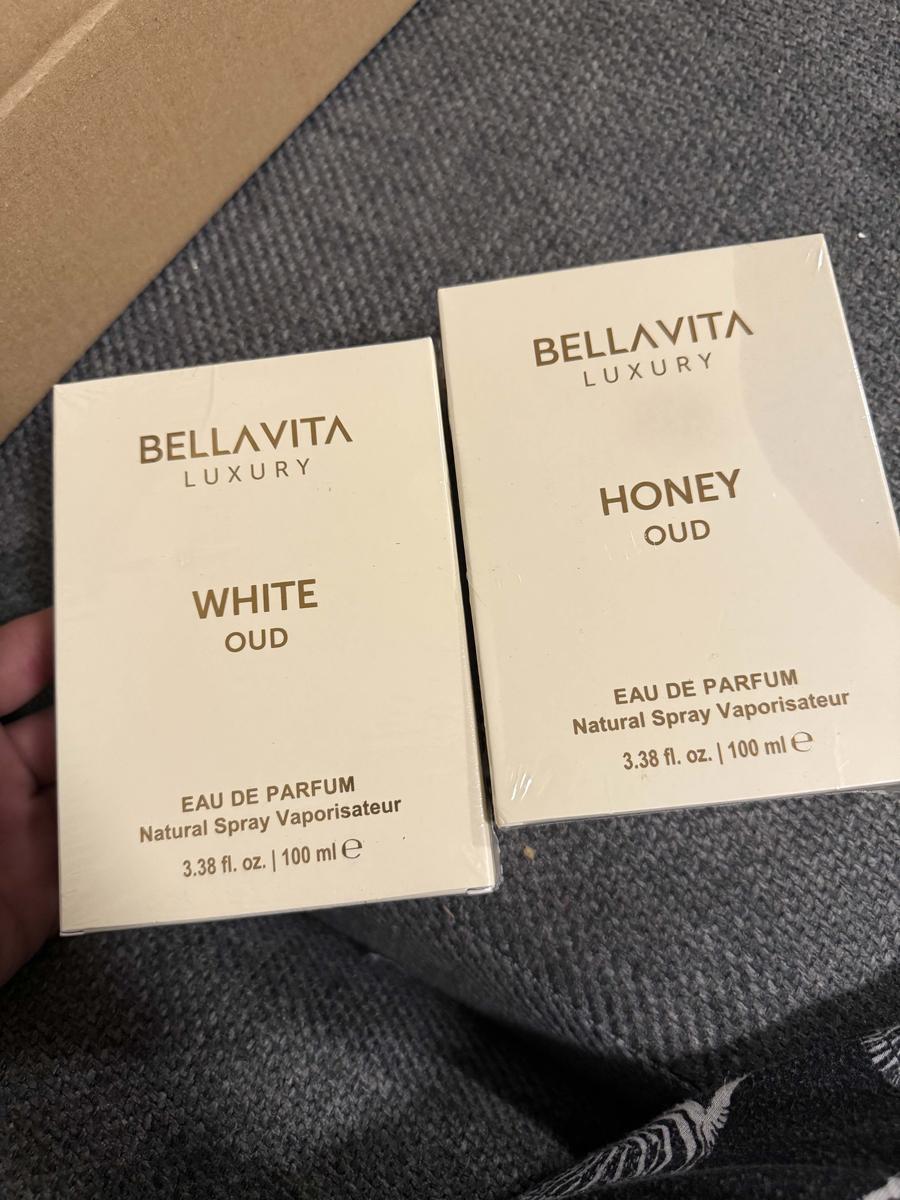 BELLAVITA
LUXURY
WHITE
OUD
EAU DE PARFUM
Natural Spray Vaporisateur
3.38 fl. oz. | 100 ml ℮
BELLAVITA
LUXURY
HONEY
OUD
EAU DE PARFUM
Natural Spray Vaporisateur
3.38 fl. oz. | 100 ml ℮